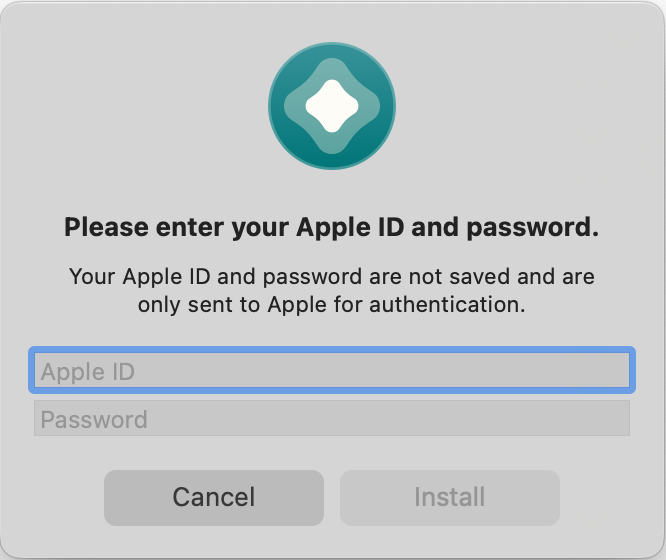 Please enter your Apple ID and password.
Your Apple ID and password are not saved and are
only sent to Apple for authentication.
Apple ID
Password
Cancel
Install